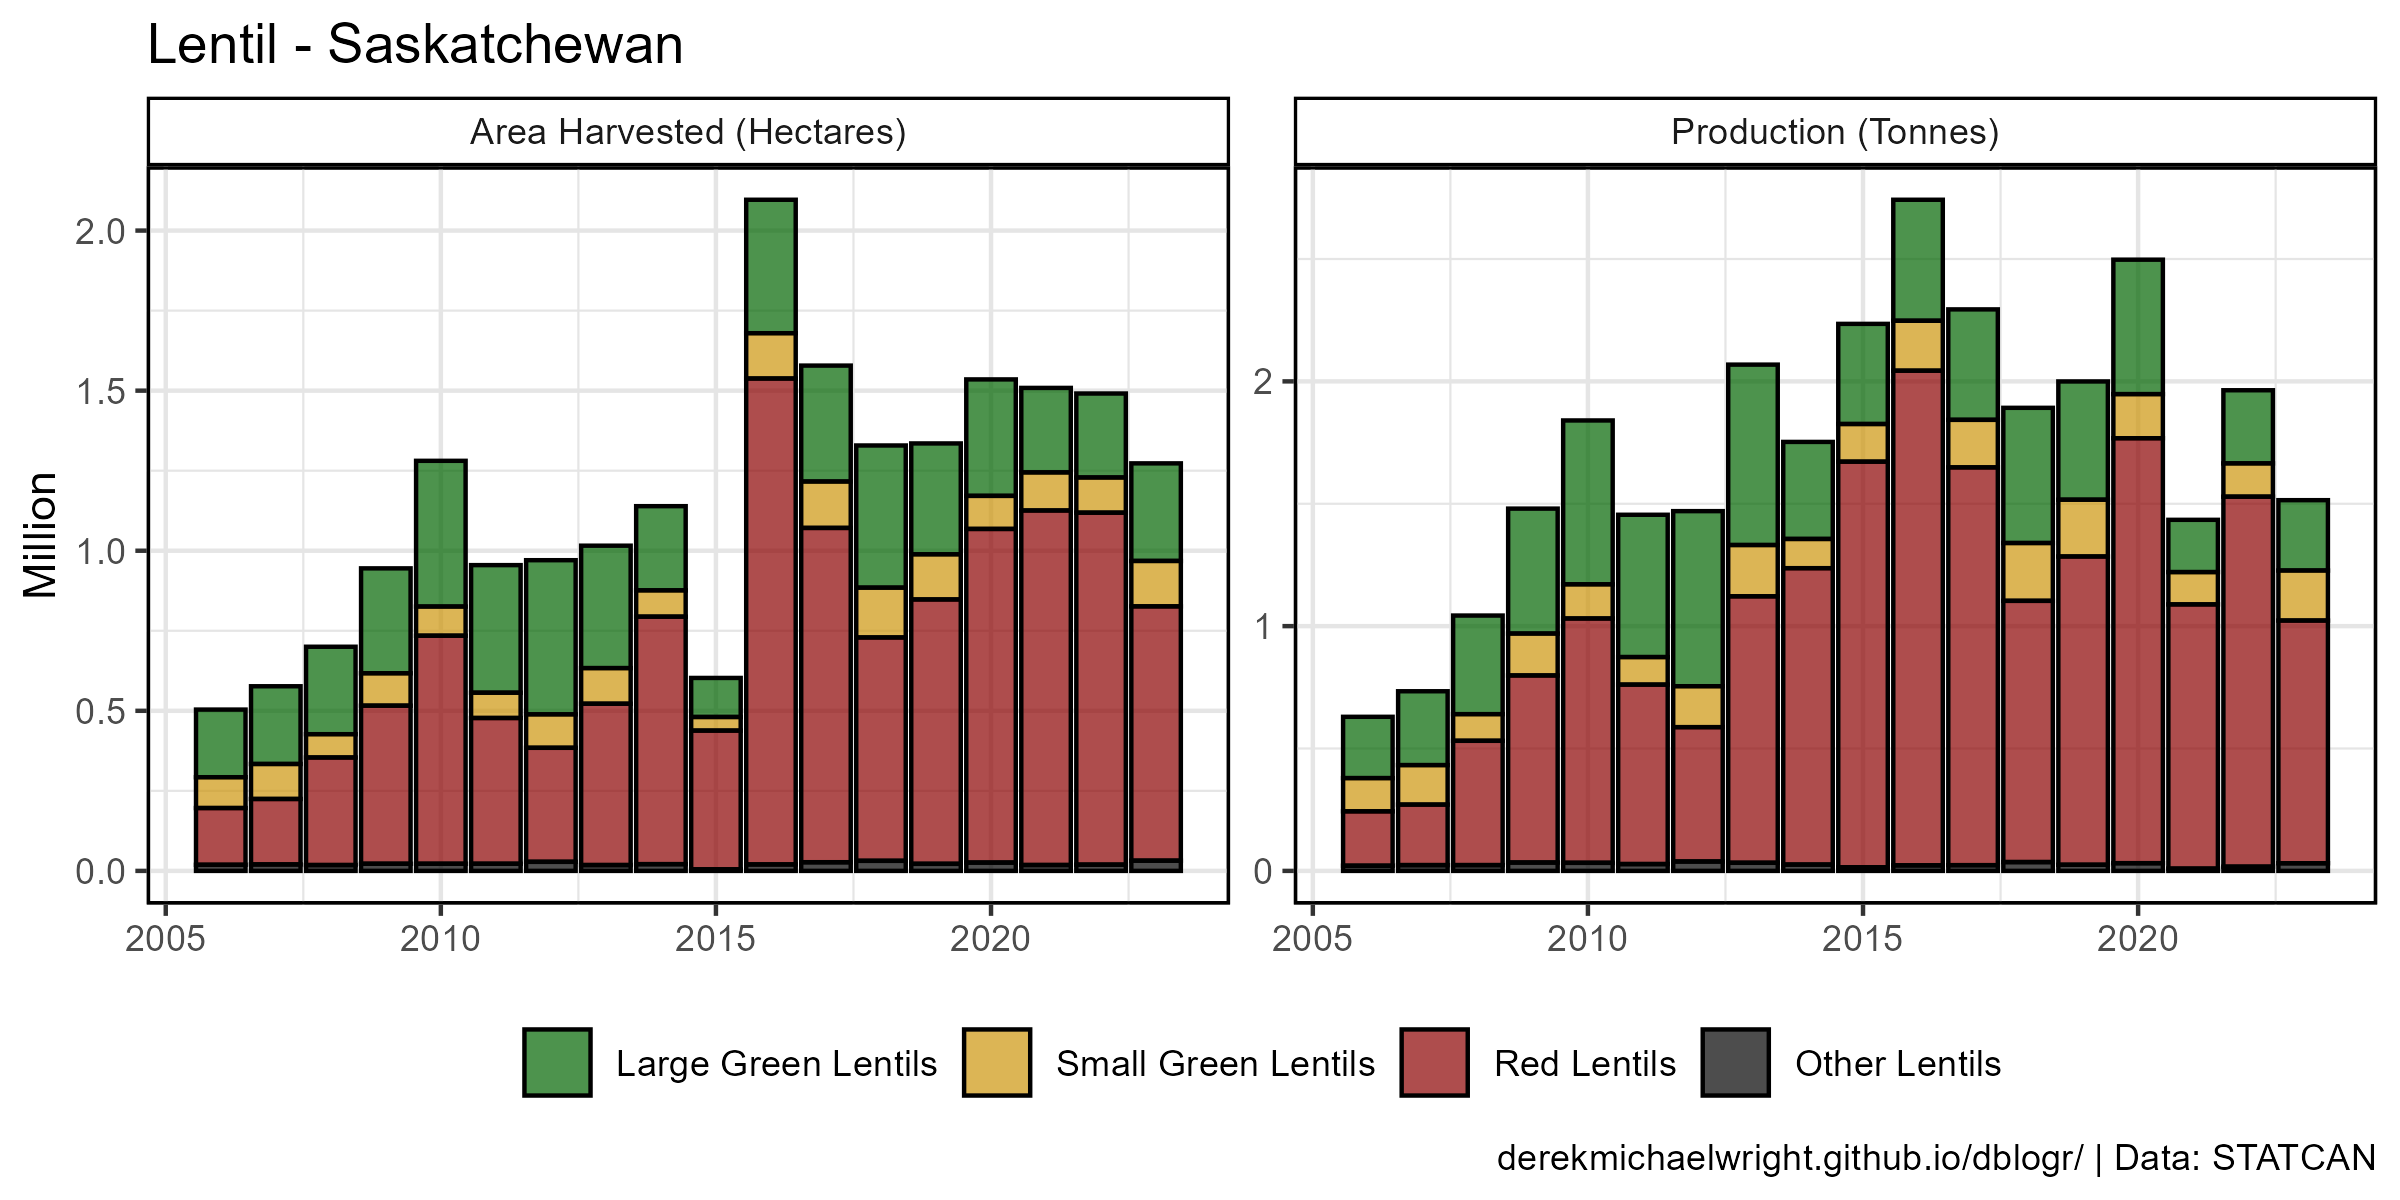 Lentil - Saskatchewan
Area Harvested (Hectares)
Production (Tonnes)
Million
2.0
1.5
1.0
0.5
0.0
2005 2010 2015 2020
2
1
0
2005 2010 2015 2020
Large Green Lentils Small Green Lentils Red Lentils Other Lentils
derekmichaelwright.github.io/dblogr/ | Data: STATCAN